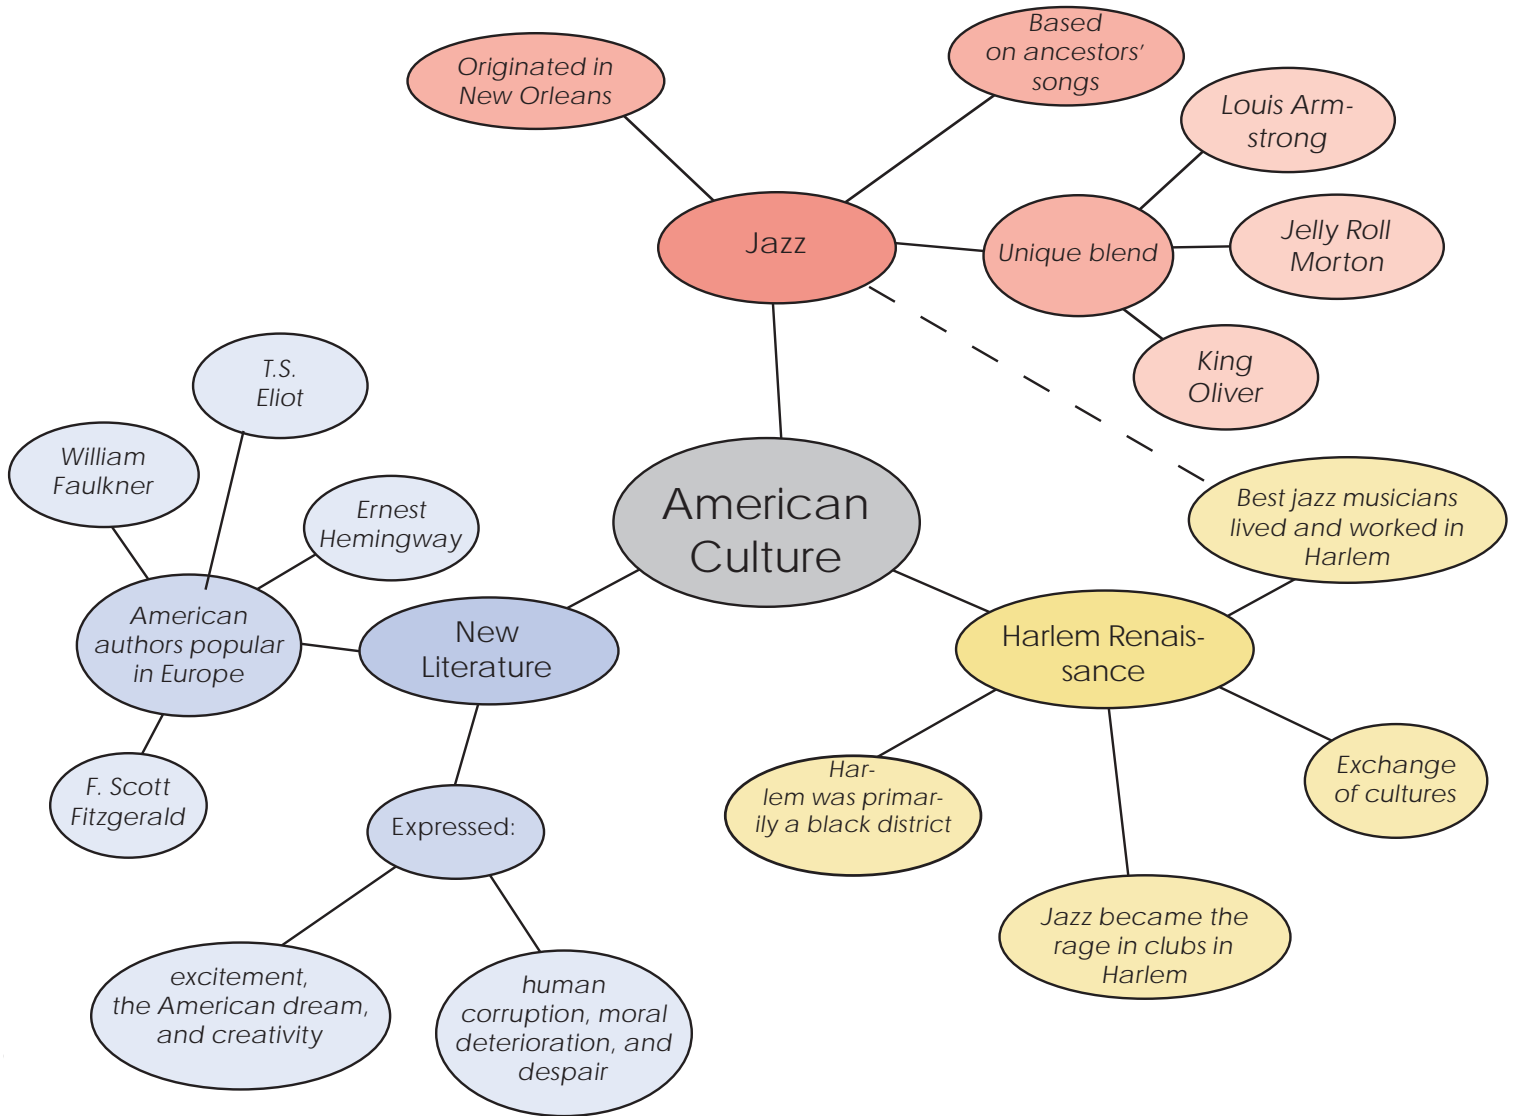 Originated in
New Orleans
Based
on ancestors'
songs
Louis Arm-
strong
Jazz
Unique blend
Jelly Roll
Morton
King
Oliver
T.S.
Eliot
William
Faulkner
Ernest
Hemingway
American
Culture
Best jazz musicians
lived and worked in
Harlem
American
authors popular
in Europe
New
Literature
Harlem Renais-
sance
F. Scott
Fitzgerald
Expressed:
Har-
lem was primar-
ily a black district
Exchange
of cultures
Jazz became the
rage in clubs in
Harlem
excitement,
the American dream,
and creativity
human
corruption, moral
deterioration, and
despair